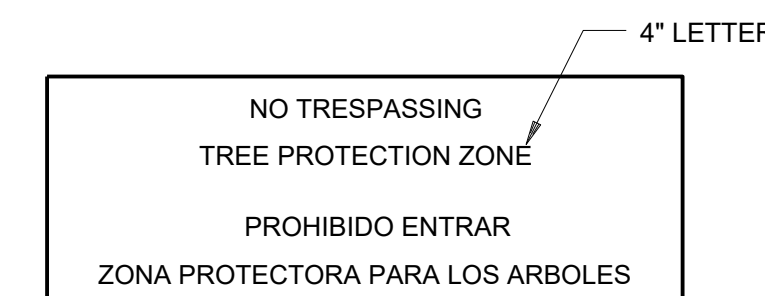 4" LETTER
NO TRESPASSING
TREE PROTECTION ZONE
PROHIBIDO ENTRAR
ZONA PROTECTORA PARA LOS ARBOLES